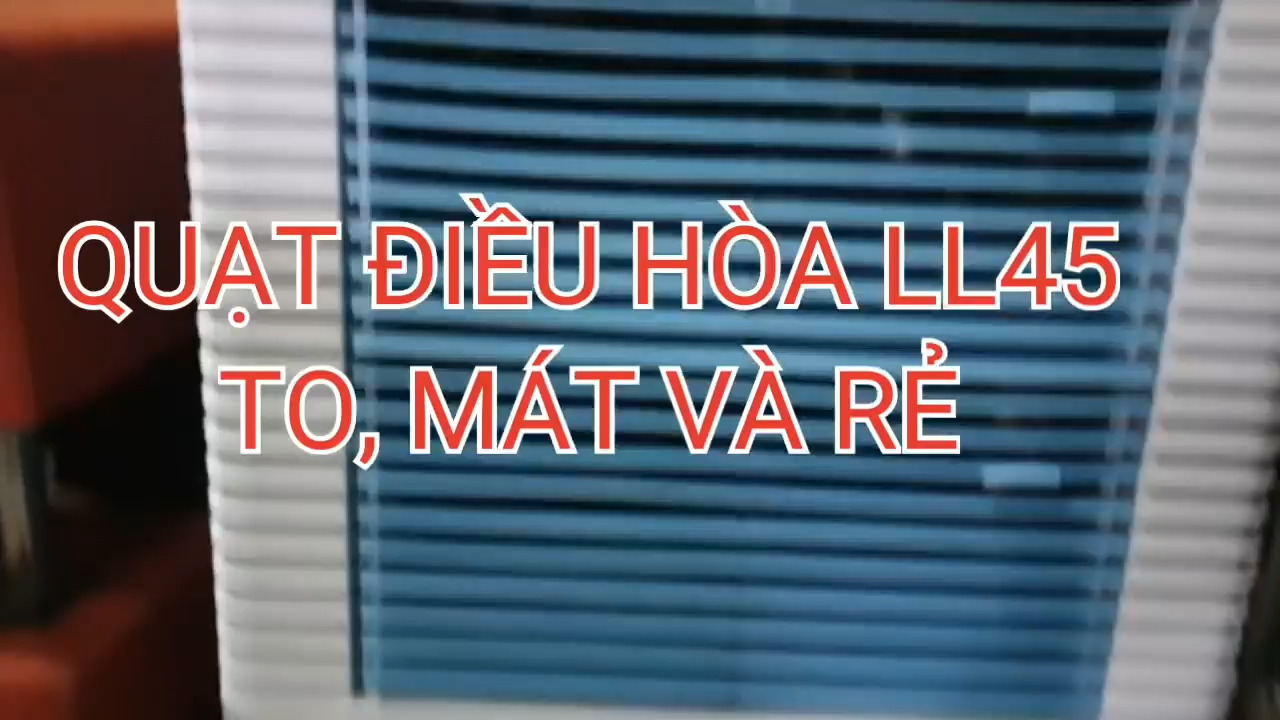 QUẠT ĐIỀU HÒA LL45
TO, MÁT VÀ RẺ